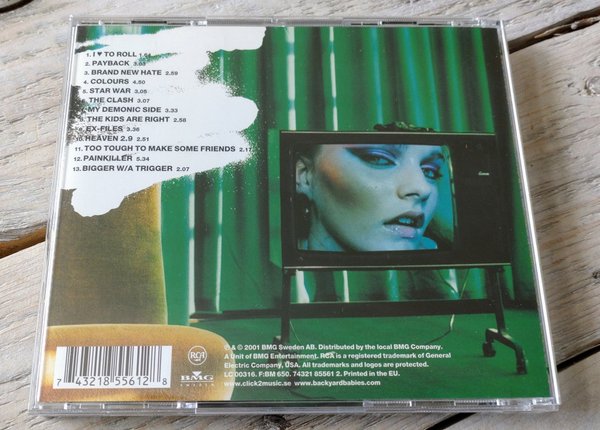 1. I ♥ TO ROLL 1.54
2. PAYBACK 3.03
3. BRAND NEW HATE 2.59
4. COLOURS 4.50
5. STAR WAR 3.05
6. THE CLASH 3.07
7. MY DEMONIC SIDE 3.33
8. THE KIDS ARE RIGHT 2.58
9. EX-FILES 3.36
10. HEAVEN 2.9 2.51
11. TOO TOUGH TO MAKE SOME FRIENDS 2.17
12. PAINKILLER 5.34
13. BIGGER W/A TRIGGER 2.07
℗ & © 2001 BMG Sweden AB. Distributed by the local BMG Company.
A Unit of BMG Entertainment. RCA is a registered trademark of General
Electric Company, USA. All trademarks and logos are protected.
LC 00316. F:BM 650. 74321 85561 2. Printed in the EU.
www.click2music.se www.backyardbabies.com
RCA
BMG
7 43218 55612 8